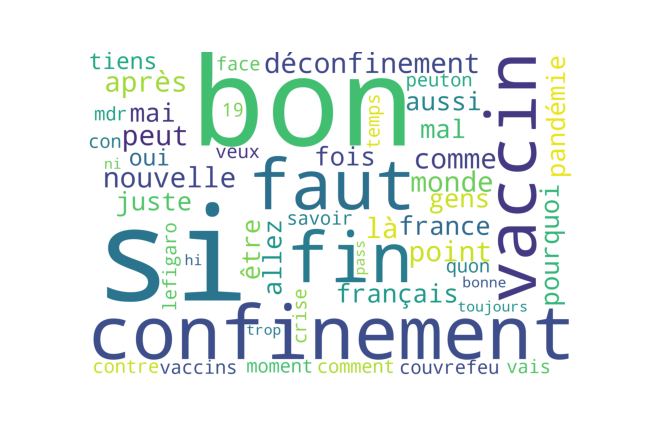 tiens
face
déconfinement
après
bon
peuton
aussi
vaccin
pandémie
mdr
mai
19
temps
mal
con
peut
ni
oui
veux
fois
comme
nouvelle
faut
monde
juste
gens
pourquoi
si
savoir
là
france
lefigaro
hi
être
allez
fin
pass
point
quon
bonne
français
toujours
crise
confinement
trop
contre
vaccins
moment
comment
couvrefeu
vais